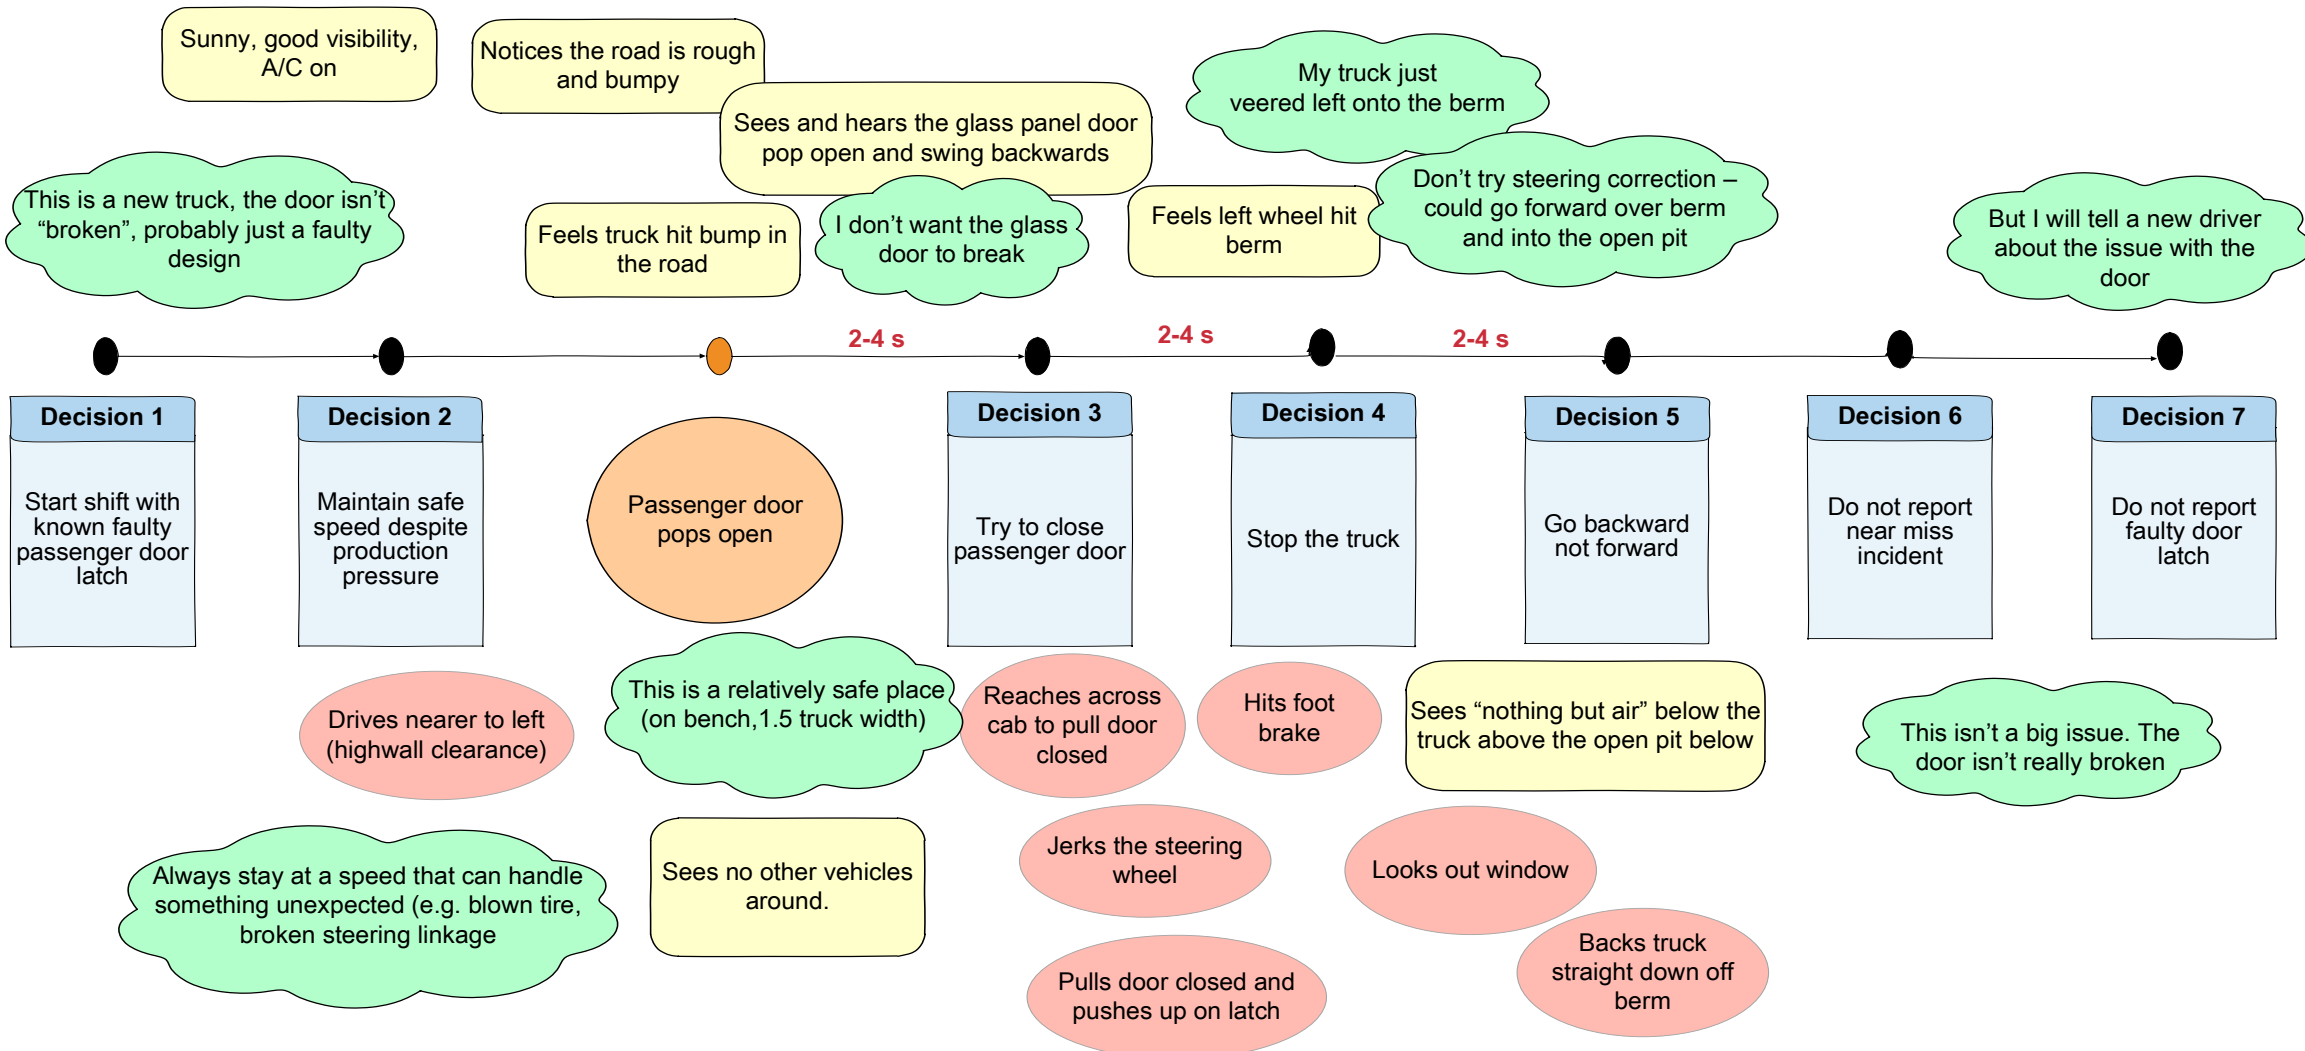 Sunny, good visibility,
A/C on
Notices the road is rough
and bumpy
Sees and hears the glass panel door
pop open and swing backwards
My truck just
veered left onto the berm
This is a new truck, the door isn’t
“broken”, probably just a faulty
design
Feels truck hit bump in
the road
I don’t want the glass
door to break
Feels left wheel hit
berm
Don’t try steering correction –
could go forward over berm
and into the open pit
But I will tell a new driver
about the issue with the
door
2-4 s
2-4 s
2-4 s
Decision 1
Start shift with
known faulty
passenger door
latch
Decision 2
Maintain safe
speed despite
production
pressure
Passenger door
pops open
Decision 3
Try to close
passenger door
Decision 4
Stop the truck
Decision 5
Go backward
not forward
Decision 6
Do not report
near miss
incident
Decision 7
Do not report
faulty door
latch
Drives nearer to left
(highwall clearance)
This is a relatively safe place
(on bench,1.5 truck width)
Reaches across
cab to pull door
closed
Hits foot
brake
Sees “nothing but air” below the
truck above the open pit below
This isn’t a big issue. The
door isn’t really broken
Always stay at a speed that can handle
something unexpected (e.g. blown tire,
broken steering linkage
Sees no other vehicles
around.
Jerks the steering
wheel
Looks out window
Pulls door closed and
pushes up on latch
Backs truck
straight down off
berm